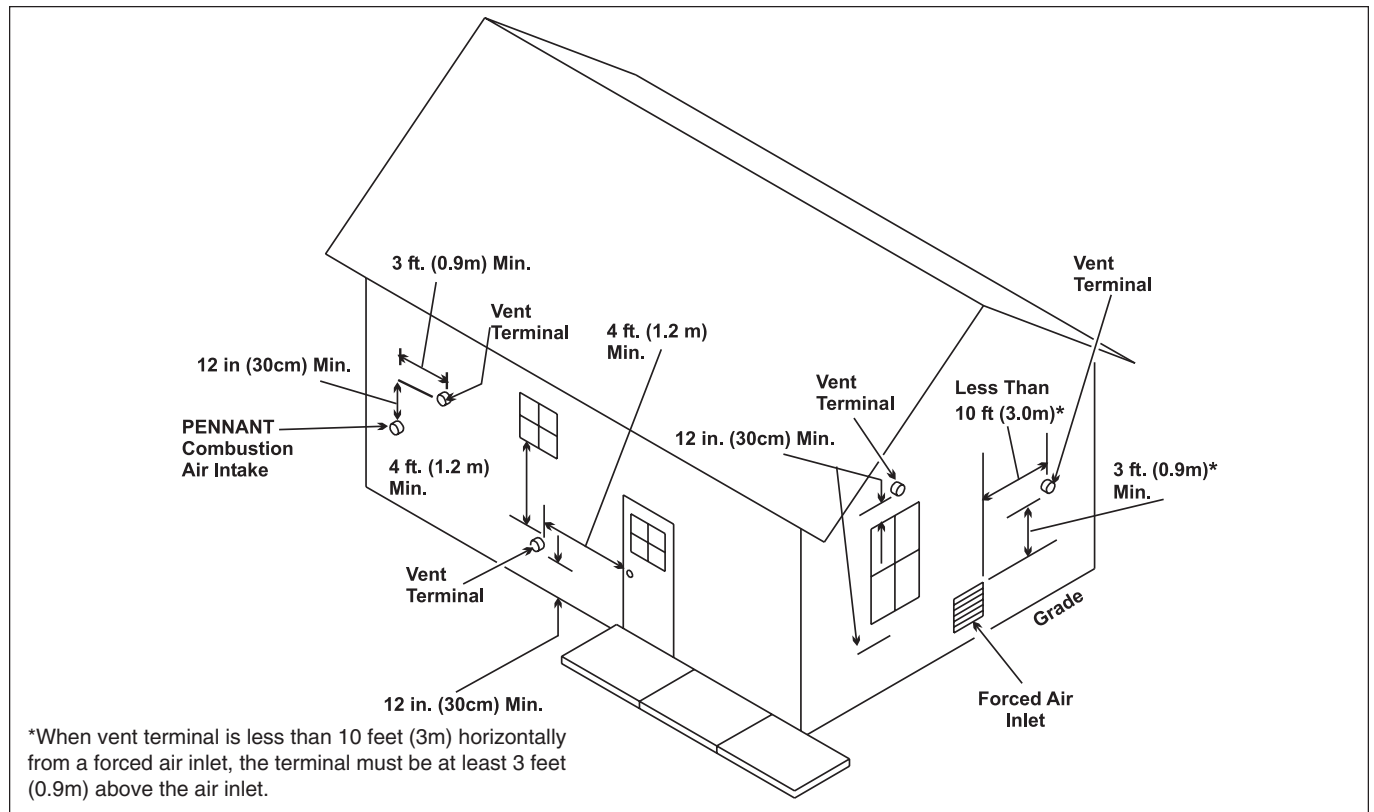 3 ft. (0.9m) Min.
Vent
Terminal
12 in (30cm) Min.
PENNANT
Combustion
Air Intake
4 ft. (1.2 m)
Min.
4 ft. (1.2 m)
Min.
Vent
Terminal
12 in. (30cm) Min.
Vent
Terminal
12 in. (30cm) Min.
Vent
Terminal
Less Than
10 ft (3.0m)*
3 ft. (0.9m)*
Min.
Grade
Forced Air
Inlet
*When vent terminal is less than 10 feet (3m) horizontally
from a forced air inlet, the terminal must be at least 3 feet
(0.9m) above the air inlet.